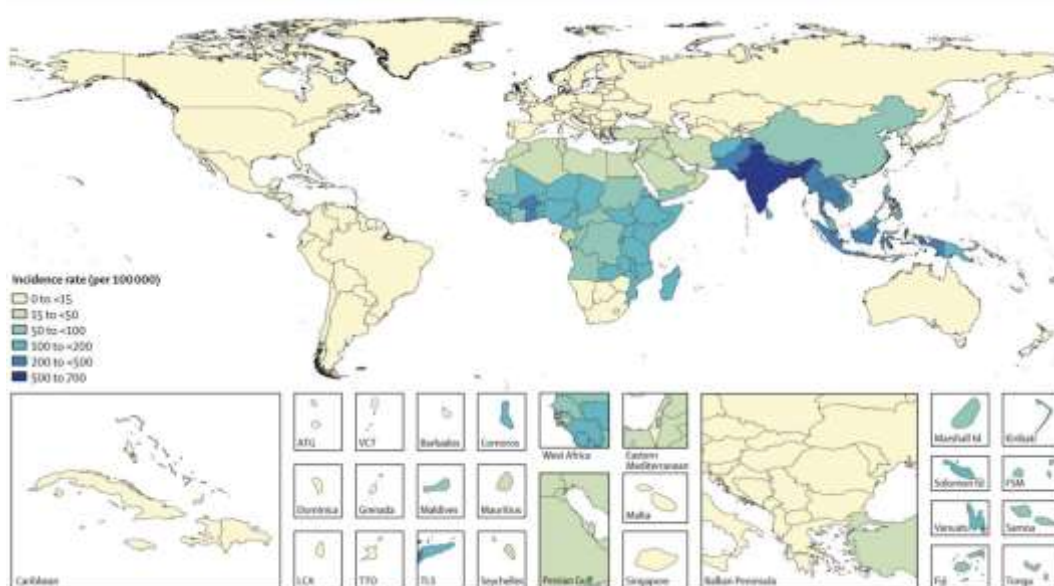 Incidence rate (per 100 000)
0 to <15
15 to <50
50 to <100
100 to <200
200 to <500
500 to 700
Caribbean
ATG
VCT
Barbados
Comoros
Dominica
Grenada
Maldives
Mauritius
LCA
TTO
TLS
Seychelles
West Africa
Persian Gulf
Eastern
Mediterranean
Malta
Singapore
Balkan Peninsula
Marshall Isl
Kiribati
Solomon Isl
FSM
Vanuatu
Samoa
Fiji
Tonga